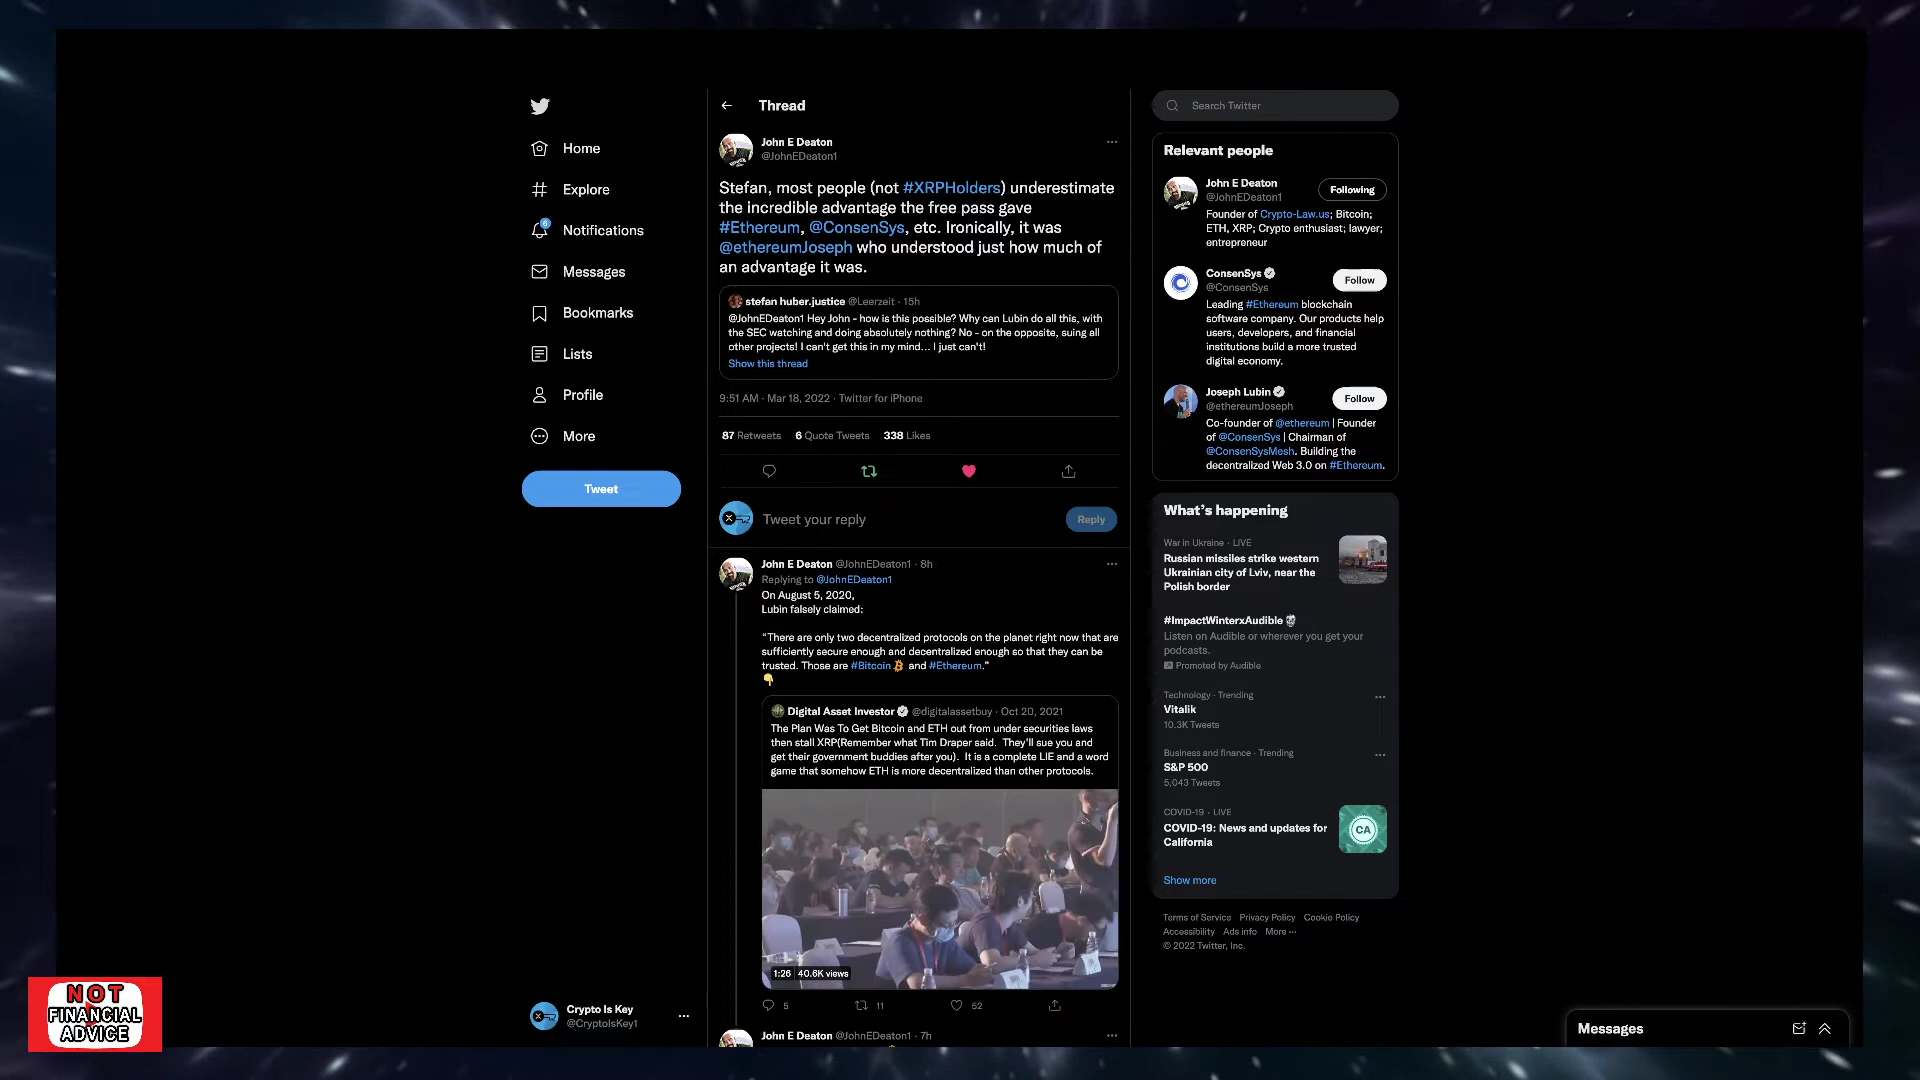 Home
Explore
6
Notifications
Messages
Bookmarks
Lists
Profile
More
Tweet
Crypto Is Key
@CryptoIsKey1
NOT
FINANCIAL
ADVICE
Thread
John E Deaton
@JohnEDeaton1
Stefan, most people (not #XRPHolders) underestimate
the incredible advantage the free pass gave
#Ethereum, @ConsenSys, etc. Ironically, it was
@ethereumJoseph who understood just how much of
an advantage it was.
stefan huber.justice @Leerzeit · 15h
@JohnEDeaton1 Hey John - how is this possible? Why can Lubin do all this, with
the SEC watching and doing absolutely nothing? No - on the opposite, suing all
other projects! I can't get this in my mind... I just can't!
Show this thread
9:51 AM · Mar 18, 2022 · Twitter for iPhone
87 Retweets 6 Quote Tweets 338 Likes
Tweet your reply
Reply
John E Deaton @JohnEDeaton1 · 8h
Replying to @JohnEDeaton1
On August 5, 2020,
Lubin falsely claimed:
“There are only two decentralized protocols on the planet right now that are
sufficiently secure enough and decentralized enough so that they can be
trusted. Those are #Bitcoin and #Ethereum.”
Digital Asset Investor @digitalassetbuy · Oct 20, 2021
The Plan Was To Get Bitcoin and ETH out from under securities laws
then stall XRP(Remember what Tim Draper said. They'll sue you and
get their government buddies after you). It is a complete LIE and a word
game that somehow ETH is more decentralized than other protocols.
1:26 40.6K views
5 11 52
John E Deaton @JohnEDeaton1 · 7h
Search Twitter
Relevant people
John E Deaton
@JohnEDeaton1
Following
Founder of Crypto-Law.us; Bitcoin;
ETH, XRP; Crypto enthusiast; lawyer;
entrepreneur
ConsenSys
@ConsenSys
Follow
Leading #Ethereum blockchain
software company. Our products help
users, developers, and financial
institutions build a more trusted
digital economy.
Joseph Lubin
@ethereumJoseph
Follow
Co-founder of @ethereum | Founder
of @ConsenSys | Chairman of
@ConsenSysMesh. Building the
decentralized Web 3.0 on #Ethereum.
What's happening
War in Ukraine · LIVE
Russian missiles strike western
Ukrainian city of Lviv, near the
Polish border
#ImpactWinterxAudible
Listen on Audible or wherever you get your
podcasts.
Promoted by Audible
Technology · Trending
Vitalik
10.3K Tweets
Business and finance · Trending
S&P 500
5,043 Tweets
COVID-19 · LIVE
COVID-19: News and updates for
California
CA
Show more
Terms of Service Privacy Policy Cookie Policy
Accessibility Ads info More ···
© 2022 Twitter, Inc.
Messages